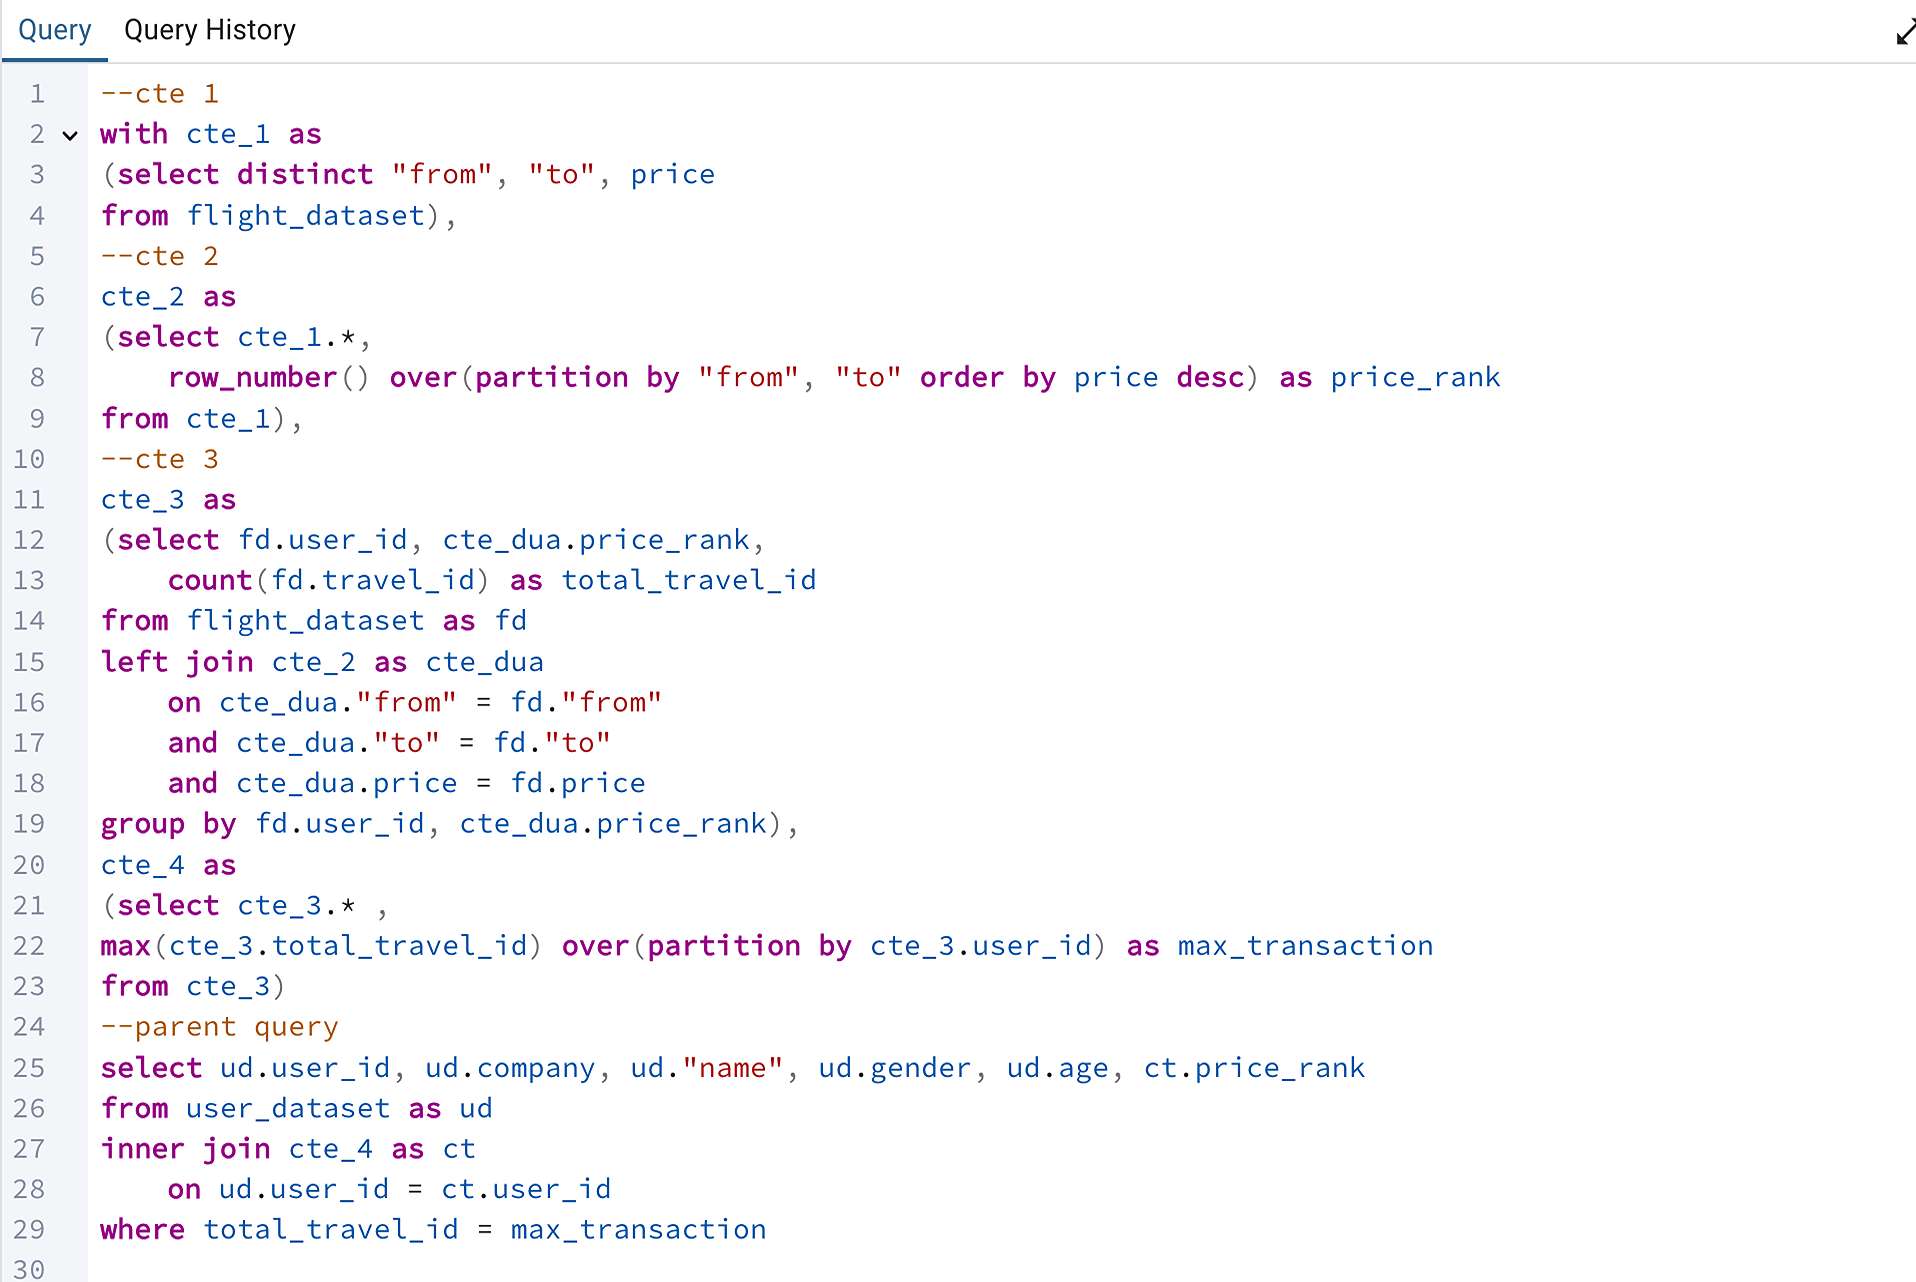 Query Query History
1 --cte 1
2 with cte_1 as
3 (select distinct "from", "to", price
4 from flight_dataset),
5 --cte 2
6 cte_2 as
7 (select cte_1.*,
8 row_number() over(partition by "from", "to" order by price desc) as price_rank
9 from cte_1),
10 --cte 3
11 cte_3 as
12 (select fd.user_id, cte_dua.price_rank,
13 count(fd.travel_id) as total_travel_id
14 from flight_dataset as fd
15 left join cte_2 as cte_dua
16 on cte_dua."from" = fd."from"
17 and cte_dua."to" = fd."to"
18 and cte_dua.price = fd.price
19 group by fd.user_id, cte_dua.price_rank),
20 cte_4 as
21 (select cte_3.* ,
22 max(cte_3.total_travel_id) over(partition by cte_3.user_id) as max_transaction
23 from cte_3)
24 --parent query
25 select ud.user_id, ud.company, ud."name", ud.gender, ud.age, ct.price_rank
26 from user_dataset as ud
27 inner join cte_4 as ct
28 on ud.user_id = ct.user_id
29 where total_travel_id = max_transaction
30